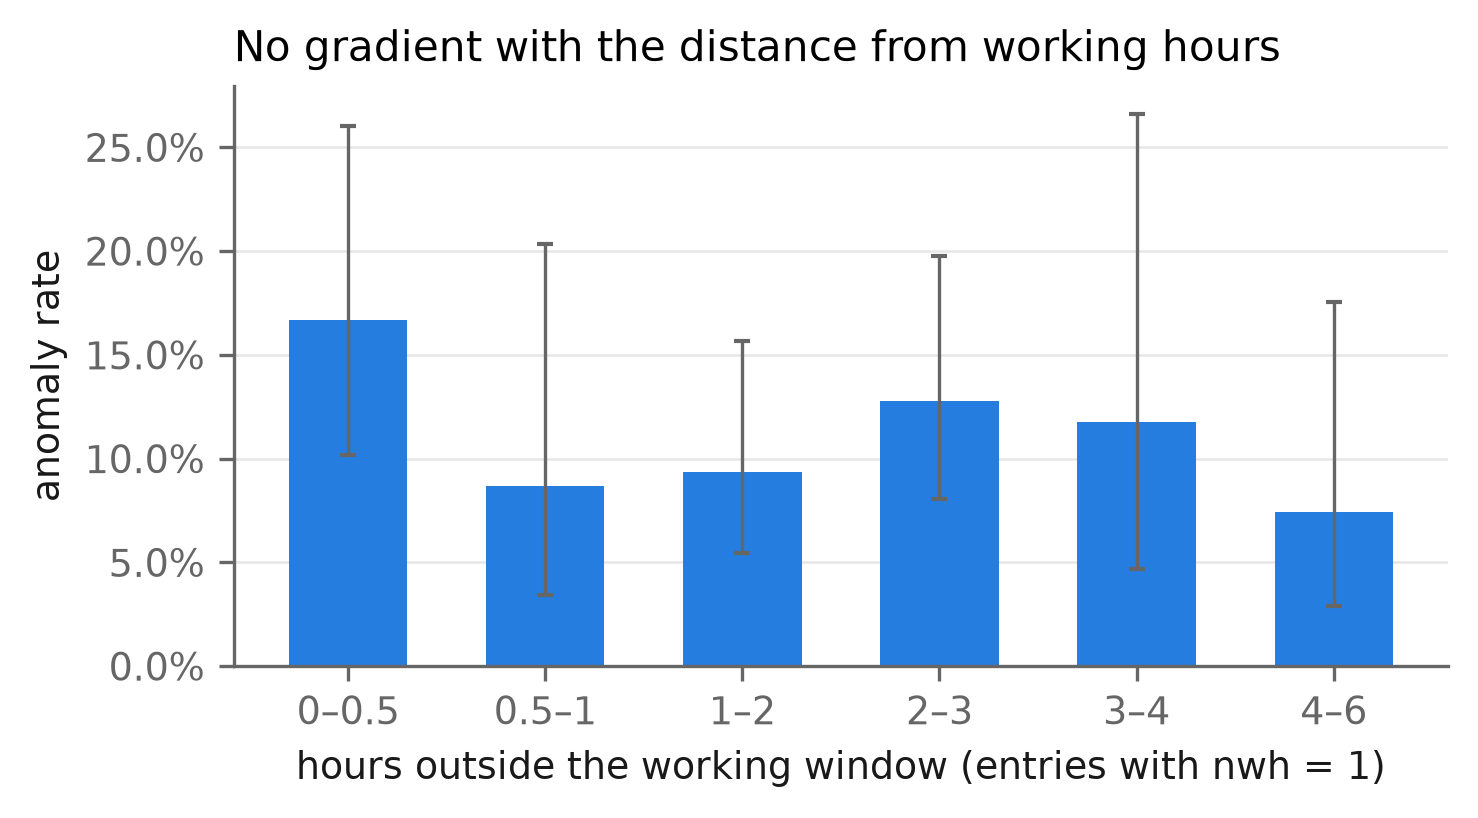 No gradient with the distance from working hours
25.0%
20.0%
15.0%
10.0%
5.0%
0.0%
anomaly rate
0–0.5 0.5–1 1–2 2–3 3–4 4–6
hours outside the working window (entries with nwh = 1)